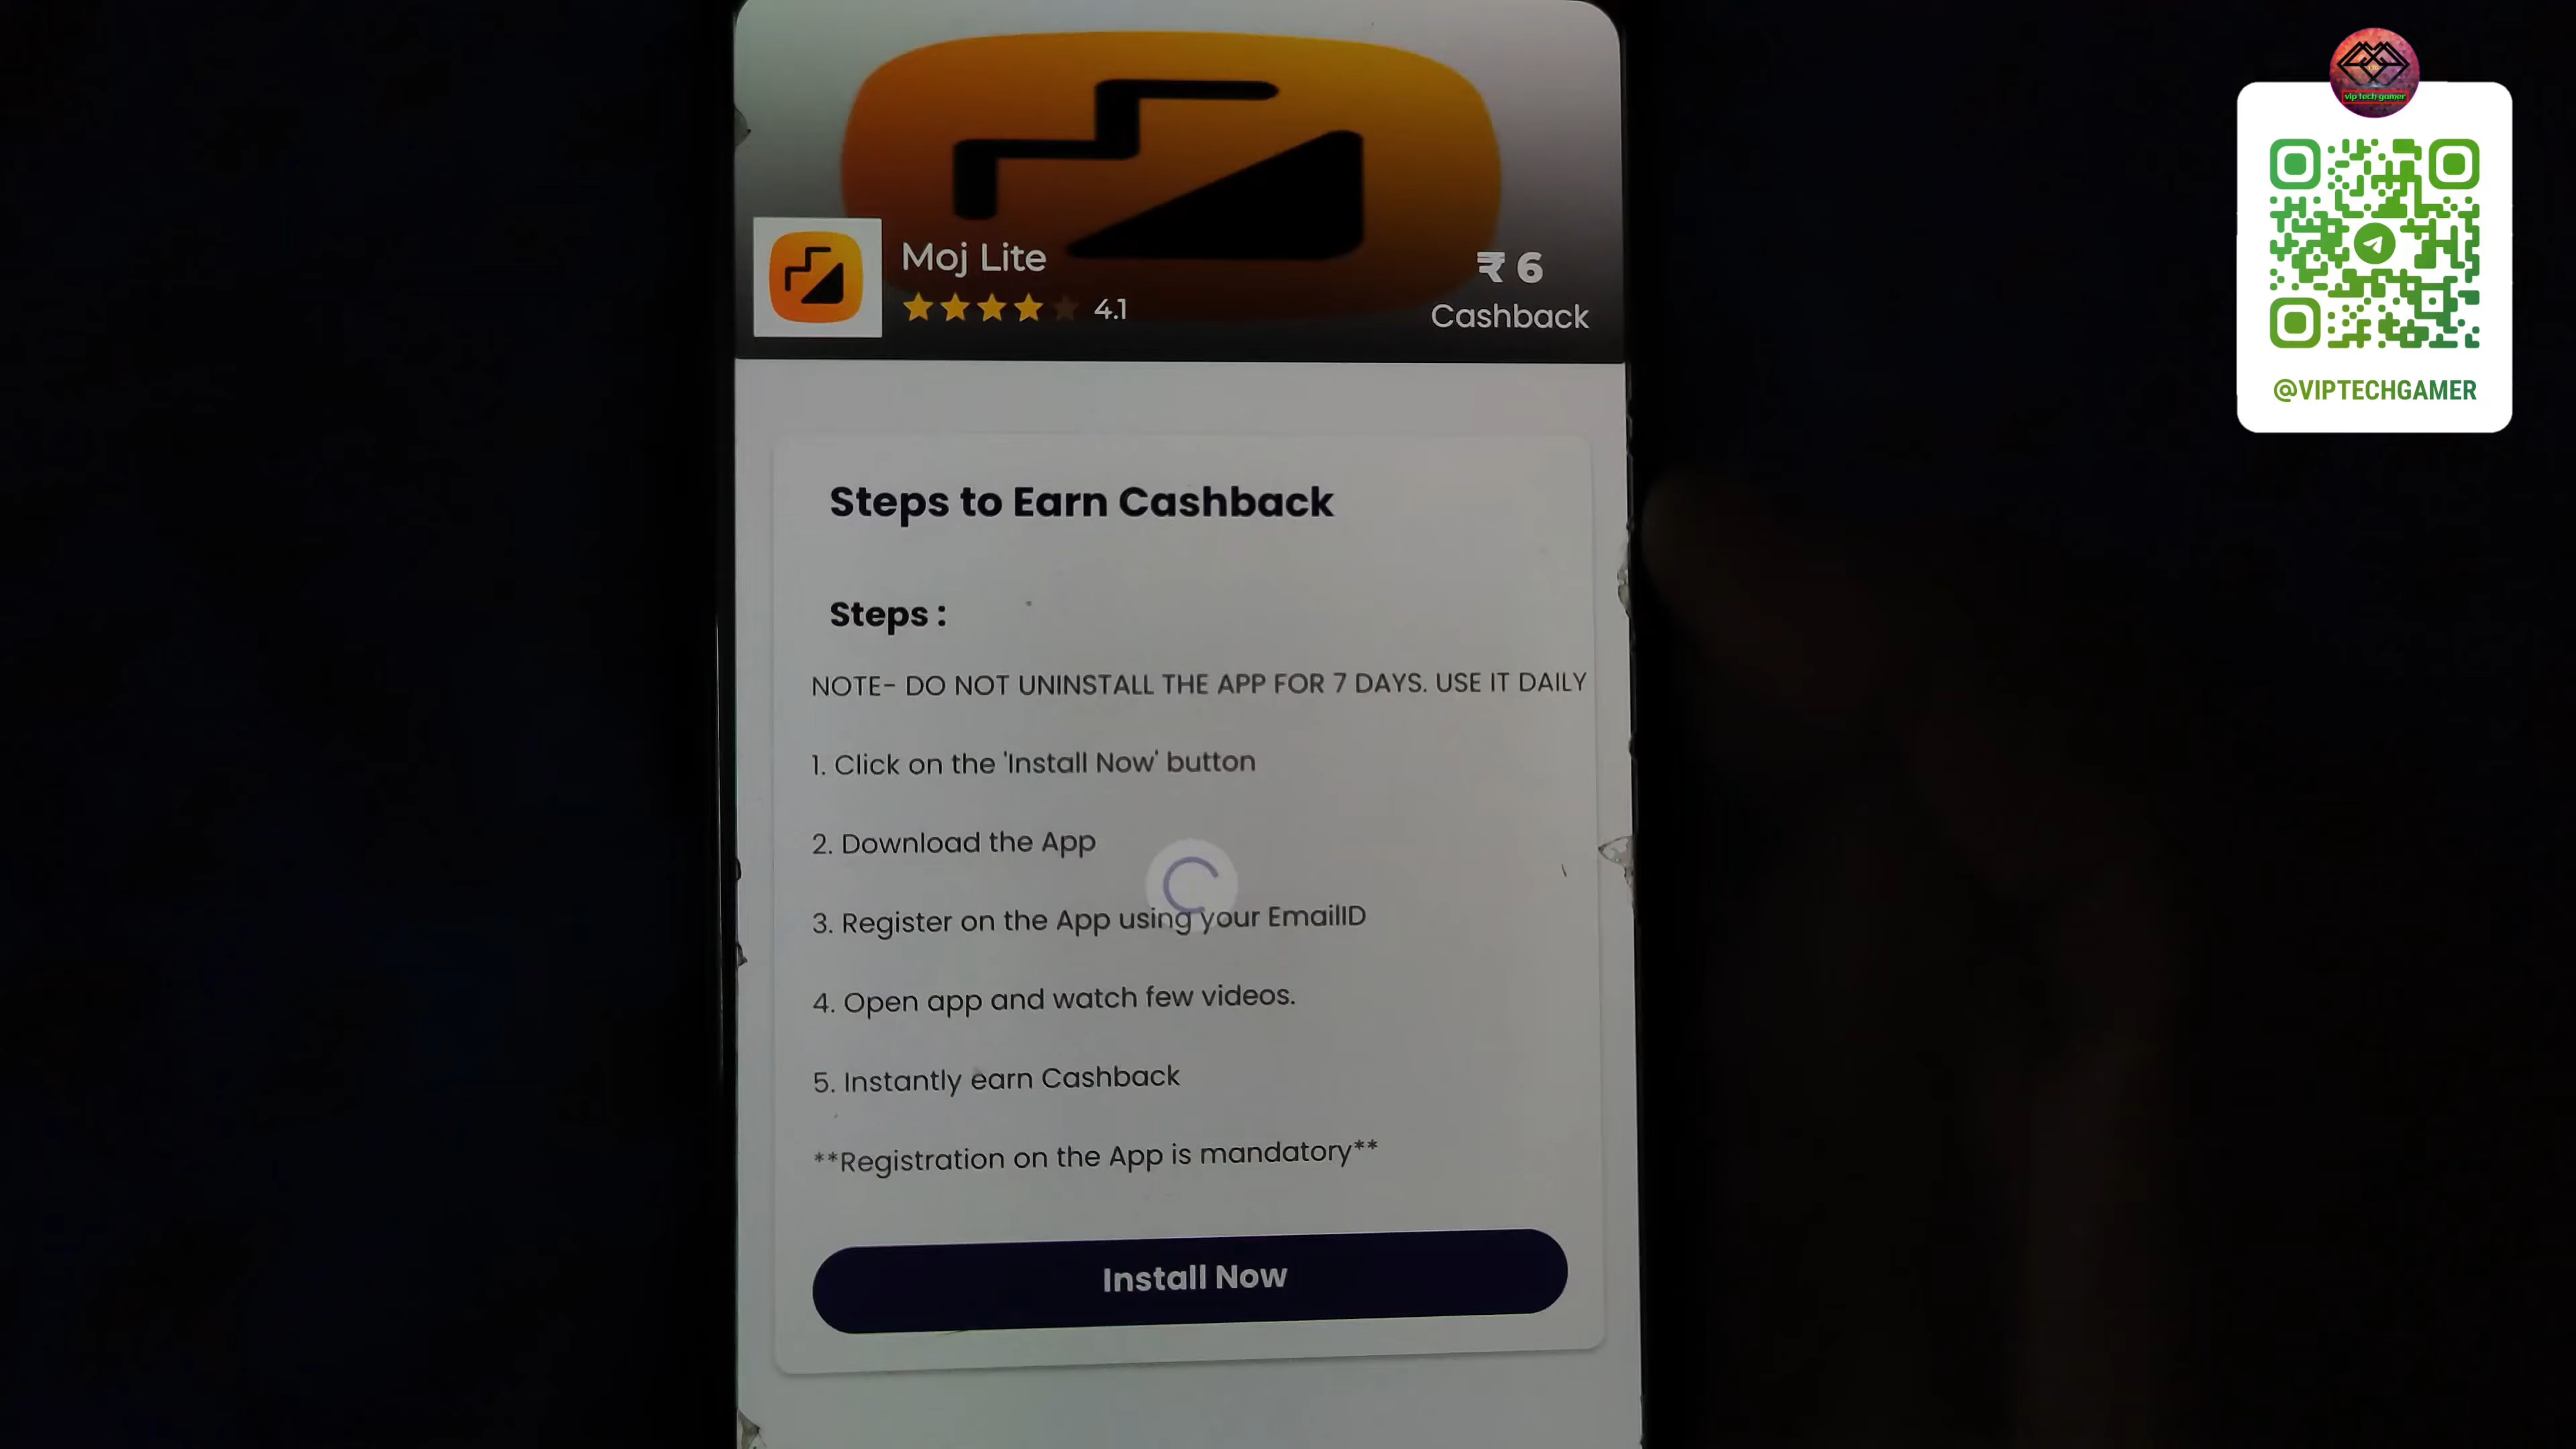 Moj Lite
4.1
₹ 6
Cashback
Steps to Earn Cashback
Steps :
NOTE- DO NOT UNINSTALL THE APP FOR 7 DAYS. USE IT DAILY
1. Click on the 'Install Now' button
2. Download the App
3. Register on the App using your EmailID
4. Open app and watch few videos.
5. Instantly earn Cashback
**Registration on the App is mandatory**
Install Now
vip tech gamer
@VIPTECHGAMER